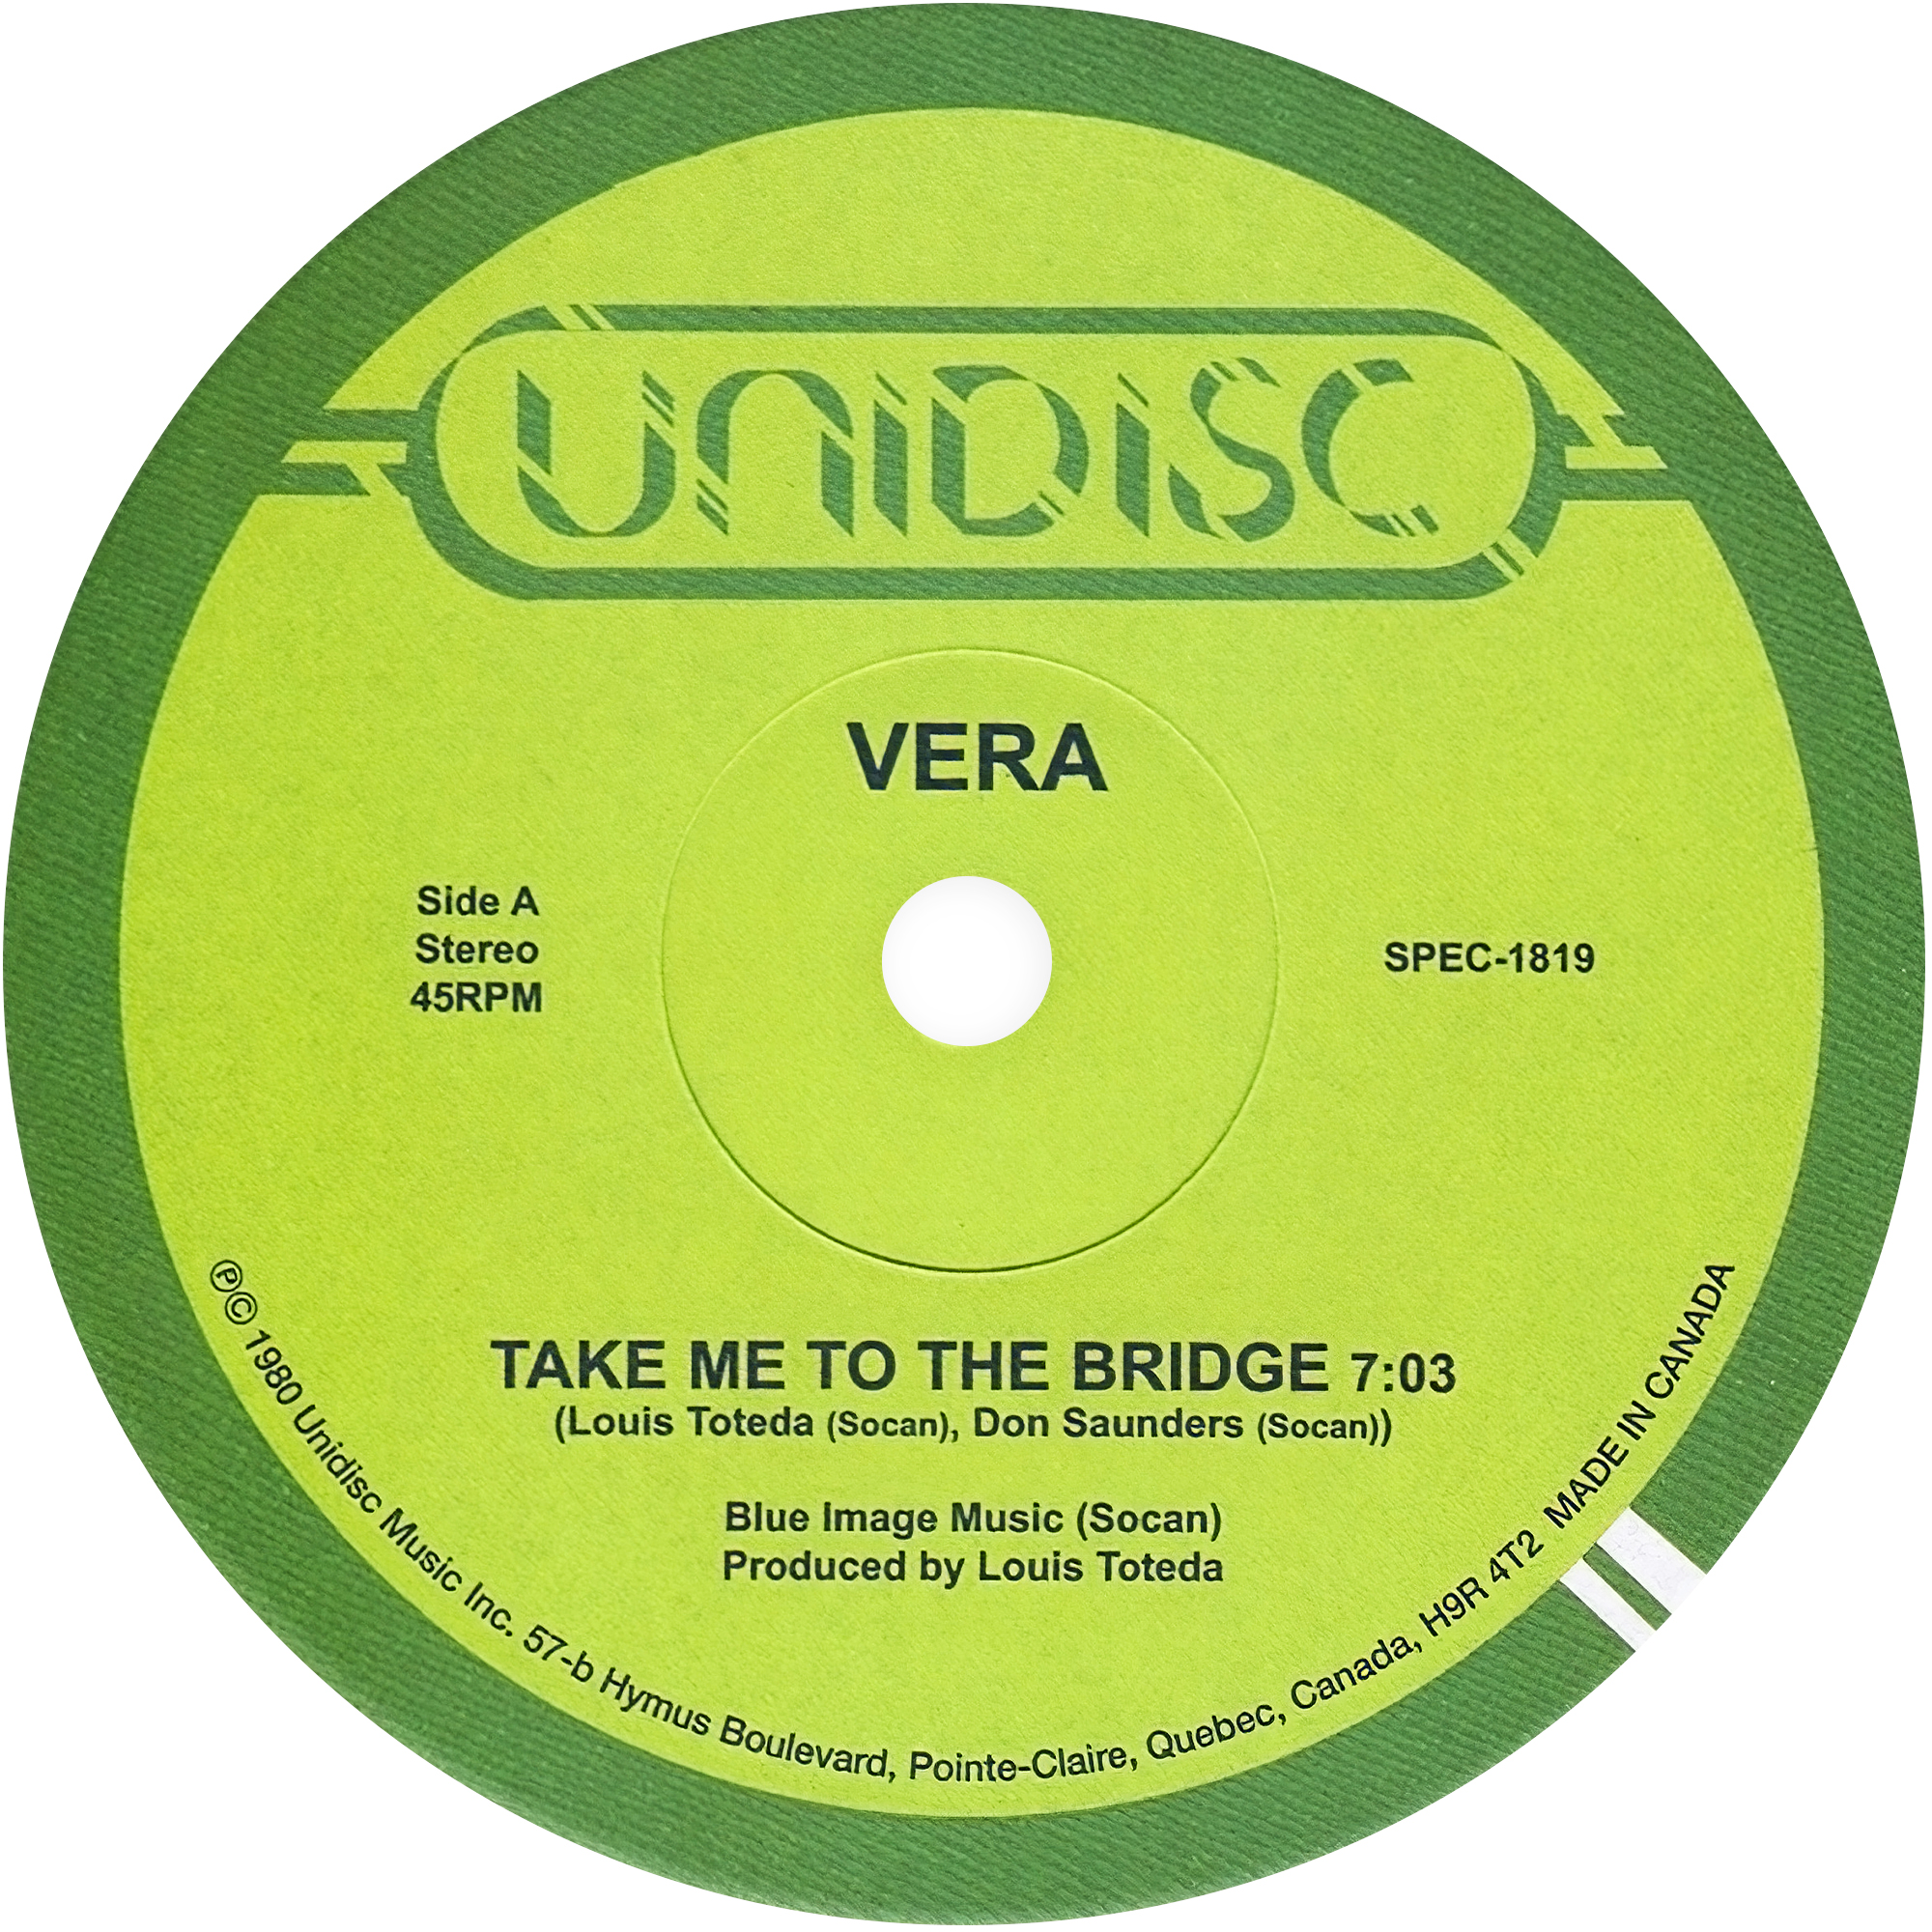 UNIDISC
VERA
Side A
Stereo
45RPM
SPEC-1819
TAKE ME TO THE BRIDGE 7:03
(Louis Toteda (Socan), Don Saunders (Socan))
Blue Image Music (Socan)
Produced by Louis Toteda
℗© 1980 Unidisc Music Inc. 57-b Hymus Boulevard, Pointe-Claire, Quebec, Canada, H9R 4T2 MADE IN CANADA